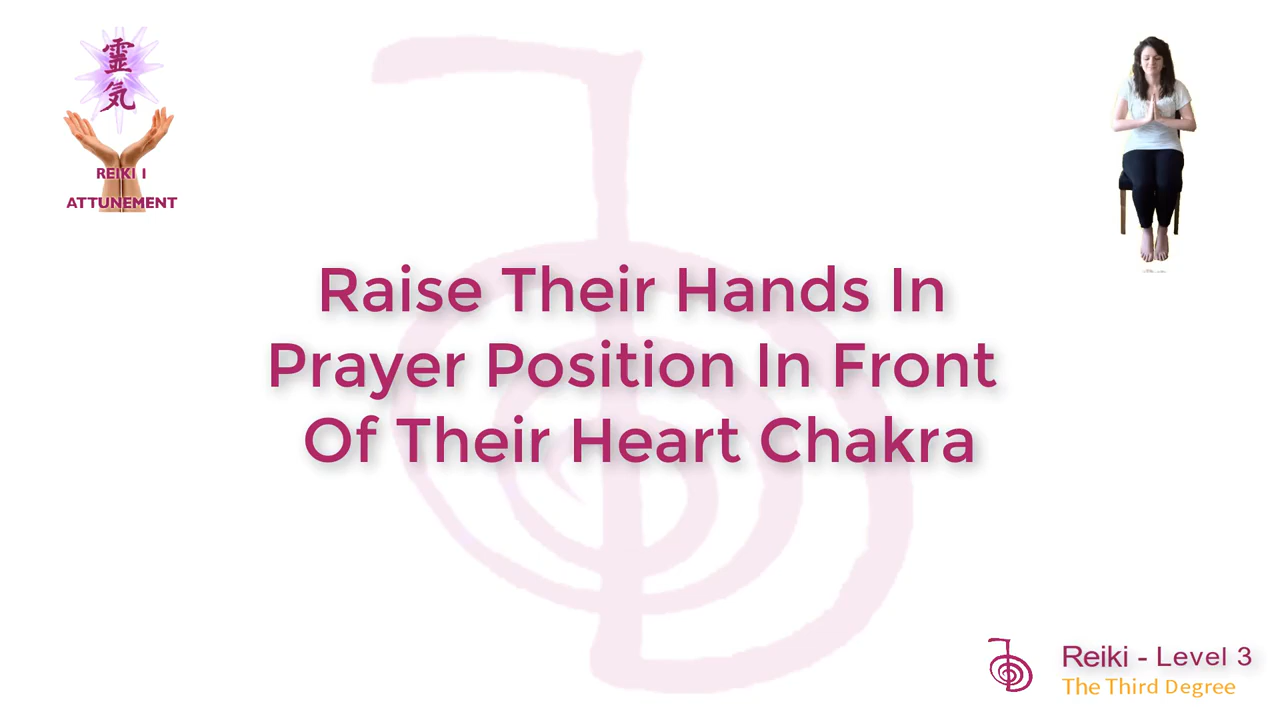 靈
気
REIKI I
ATTUNEMENT
Raise Their Hands In
Prayer Position In Front
Of Their Heart Chakra
Reiki - Level 3
The Third Degree